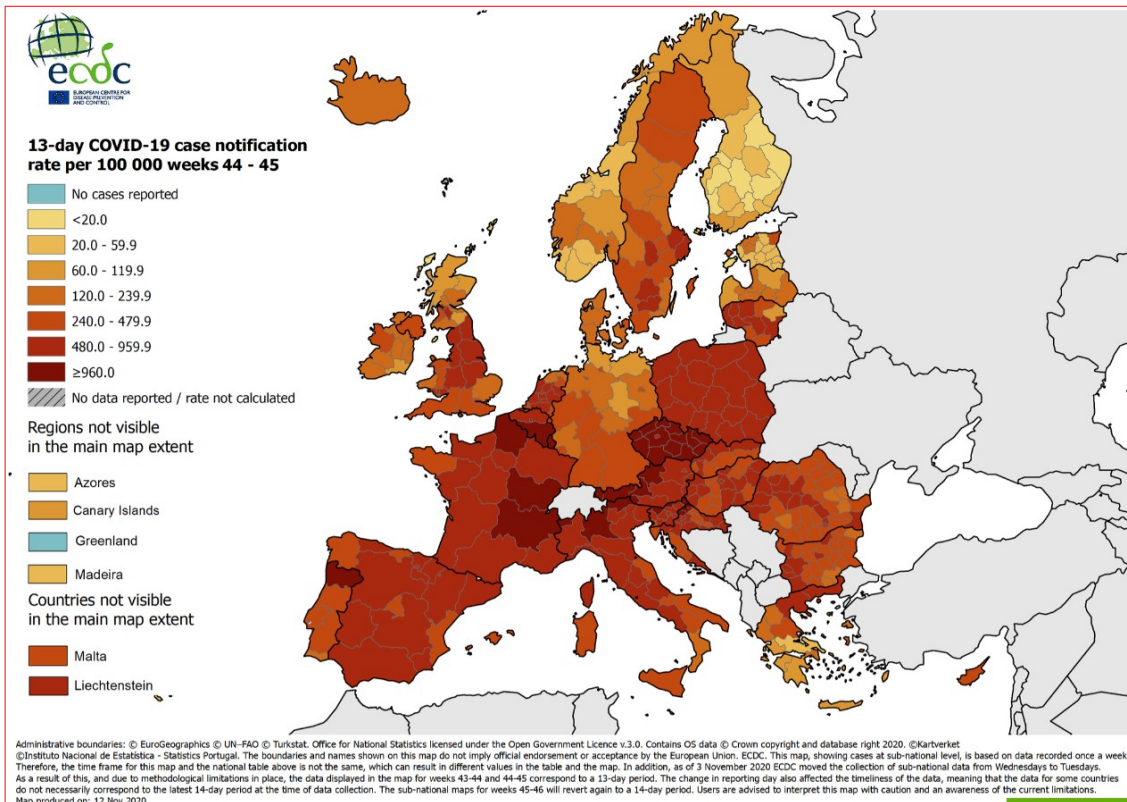 ecdc
EUROPEAN CENTRE FOR
DISEASE PREVENTION
AND CONTROL
13-day COVID-19 case notification
rate per 100 000 weeks 44 - 45
No cases reported
<20.0
20.0 - 59.9
60.0 - 119.9
120.0 - 239.9
240.0 - 479.9
480.0 - 959.9
≥960.0
No data reported / rate not calculated
Regions not visible
in the main map extent
Azores
Canary Islands
Greenland
Madeira
Countries not visible
in the main map extent
Malta
Liechtenstein
Administrative boundaries: © EuroGeographics © UN–FAO © Turkstat. Office for National Statistics licensed under the Open Government Licence v.3.0. Contains OS data © Crown copyright and database right 2020. ©Kartverket
©Instituto Nacional de Estatística - Statistics Portugal. The boundaries and names shown on this map do not imply official endorsement or acceptance by the European Union. ECDC. This map, showing cases at sub-national level, is based on data recorded once a week
Therefore, the time frame for this map and the national table above is not the same, which can result in different values in the table and the map. In addition, as of 3 November 2020 ECDC moved the collection of sub-national data from Wednesdays to Tuesdays.
As a result of this, and due to methodological limitations in place, the data displayed in the map for weeks 43-44 and 44-45 correspond to a 13-day period. The change in reporting day also affected the timeliness of the data, meaning that the data for some countries
do not necessarily correspond to the latest 14-day period at the time of data collection. The sub-national maps for weeks 45-46 will revert again to a 14-day period. Users are advised to interpret this map with caution and an awareness of the current limitations.
Map produced on: 12 Nov 2020